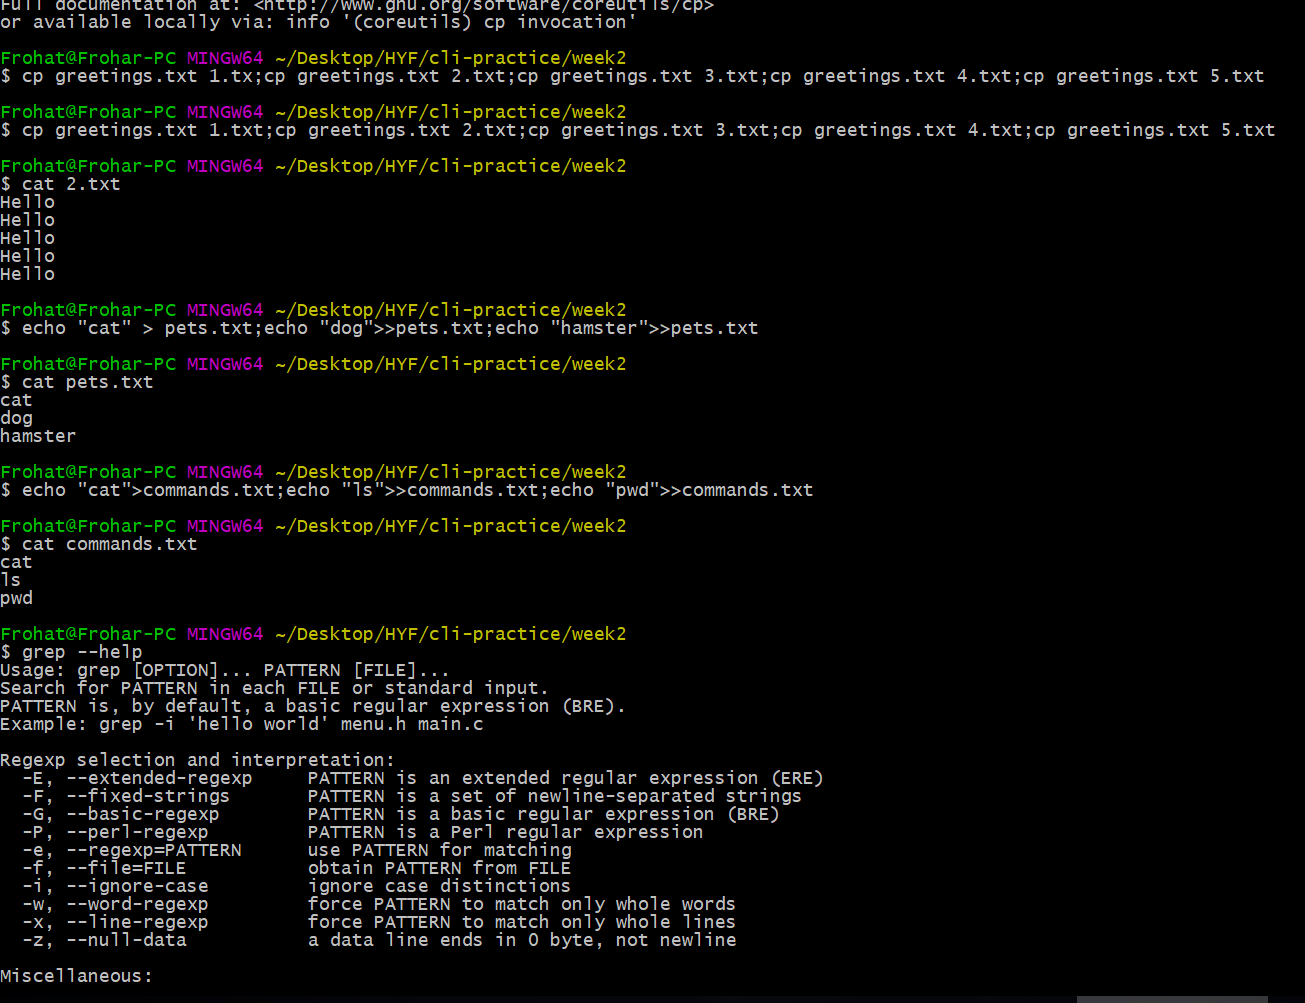 Full documentation at: <http://www.gnu.org/software/coreutils/cp>
or available locally via: info '(coreutils) cp invocation'

Frohat@Frohar-PC MINGW64 ~/Desktop/HYF/cli-practice/week2
$ cp greetings.txt 1.tx;cp greetings.txt 2.txt;cp greetings.txt 3.txt;cp greetings.txt 4.txt;cp greetings.txt 5.txt

Frohat@Frohar-PC MINGW64 ~/Desktop/HYF/cli-practice/week2
$ cp greetings.txt 1.txt;cp greetings.txt 2.txt;cp greetings.txt 3.txt;cp greetings.txt 4.txt;cp greetings.txt 5.txt

Frohat@Frohar-PC MINGW64 ~/Desktop/HYF/cli-practice/week2
$ cat 2.txt
Hello
Hello
Hello
Hello
Hello

Frohat@Frohar-PC MINGW64 ~/Desktop/HYF/cli-practice/week2
$ echo "cat" > pets.txt;echo "dog">>pets.txt;echo "hamster">>pets.txt

Frohat@Frohar-PC MINGW64 ~/Desktop/HYF/cli-practice/week2
$ cat pets.txt
cat
dog
hamster

Frohat@Frohar-PC MINGW64 ~/Desktop/HYF/cli-practice/week2
$ echo "cat">commands.txt;echo "ls">>commands.txt;echo "pwd">>commands.txt

Frohat@Frohar-PC MINGW64 ~/Desktop/HYF/cli-practice/week2
$ cat commands.txt
cat
ls
pwd

Frohat@Frohar-PC MINGW64 ~/Desktop/HYF/cli-practice/week2
$ grep --help
Usage: grep [OPTION]... PATTERN [FILE]...
Search for PATTERN in each FILE or standard input.
PATTERN is, by default, a basic regular expression (BRE).
Example: grep -i 'hello world' menu.h main.c

Regexp selection and interpretation:
  -E, --extended-regexp     PATTERN is an extended regular expression (ERE)
  -F, --fixed-strings       PATTERN is a set of newline-separated strings
  -G, --basic-regexp        PATTERN is a basic regular expression (BRE)
  -P, --perl-regexp         PATTERN is a Perl regular expression
  -e, --regexp=PATTERN      use PATTERN for matching
  -f, --file=FILE           obtain PATTERN from FILE
  -i, --ignore-case         ignore case distinctions
  -w, --word-regexp         force PATTERN to match only whole words
  -x, --line-regexp         force PATTERN to match only whole lines
  -z, --null-data           a data line ends in 0 byte, not newline

Miscellaneous: